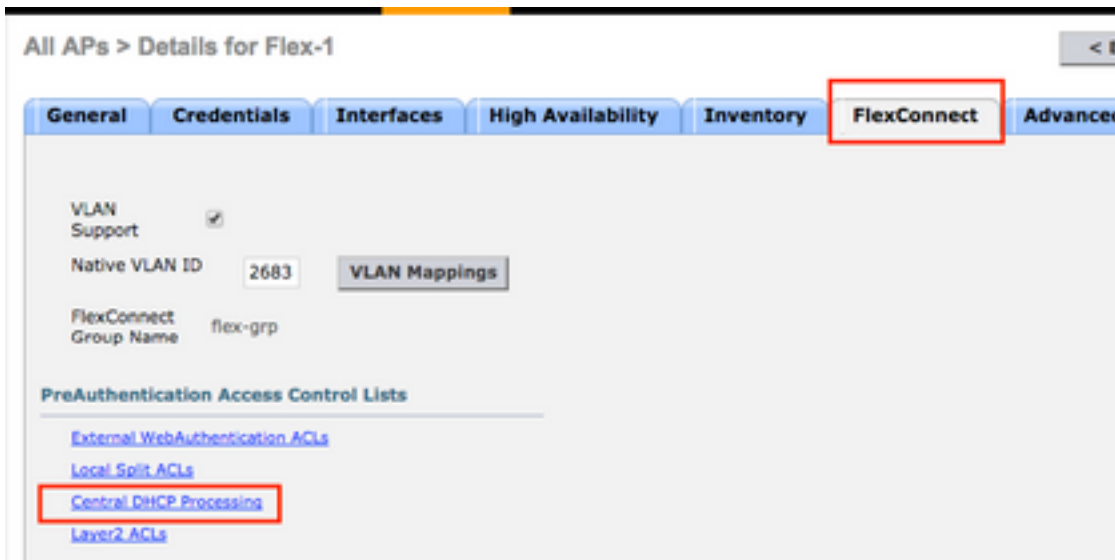 All APs > Details for Flex-1
<
General Credentials Interfaces High Availability Inventory FlexConnect Advanced
VLAN
Support
Native VLAN ID 2683 VLAN Mappings
FlexConnect
Group Name flex-grp
PreAuthentication Access Control Lists
External WebAuthentication ACLs
Local Split ACLs
Central DHCP Processing
Layer2 ACLs